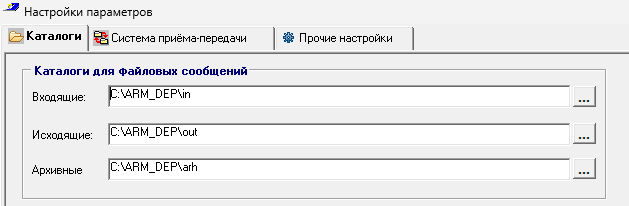 Настройки параметров
Каталоги
Система приёма-передачи
Прочие настройки
Каталоги для файловых сообщений
Входящие: C:\ARM_DEP\in ...
Исходящие: C:\ARM_DEP\out ...
Архивные C:\ARM_DEP\arh ...